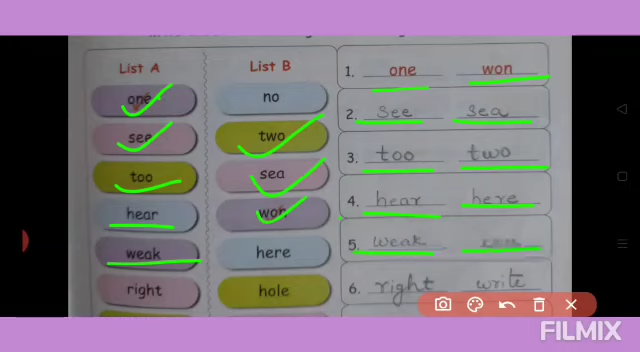 List A
List B
one
no
see
two
too
sea
hear
won
weak
here
right
hole
1. one won
2. see sea
3. too two
4. hear here
5. weak
6. right write
FILMIX